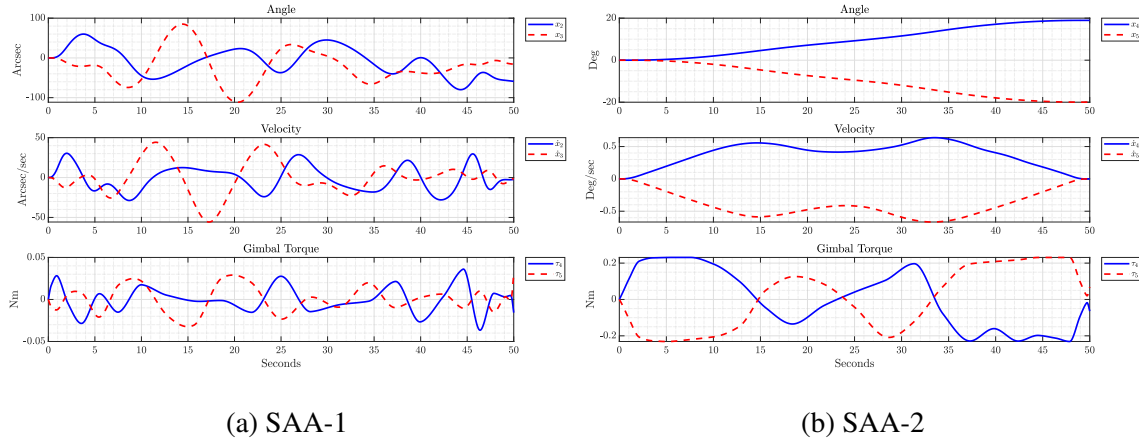 Angle
100
0
-100
Arcsec
0 5 10 15 20 25 30 35 40 45 50
x₂
x₃
Velocity
50
0
-50
Arcsec/sec
0 5 10 15 20 25 30 35 40 45 50
ẋ₂
ẋ₃
Gimbal Torque
0.05
0
-0.05
Nm
0 5 10 15 20 25 30 35 40 45 50
Seconds
τ₄
τ₅
(a) SAA-1
Angle
20
0
-20
Deg
0 5 10 15 20 25 30 35 40 45 50
x₄
x₅
Velocity
0.5
0
-0.5
Deg/sec
0 5 10 15 20 25 30 35 40 45 50
ẋ₄
ẋ₅
Gimbal Torque
0.2
0
-0.2
Nm
0 5 10 15 20 25 30 35 40 45 50
Seconds
τ₄
τ₅
(b) SAA-2